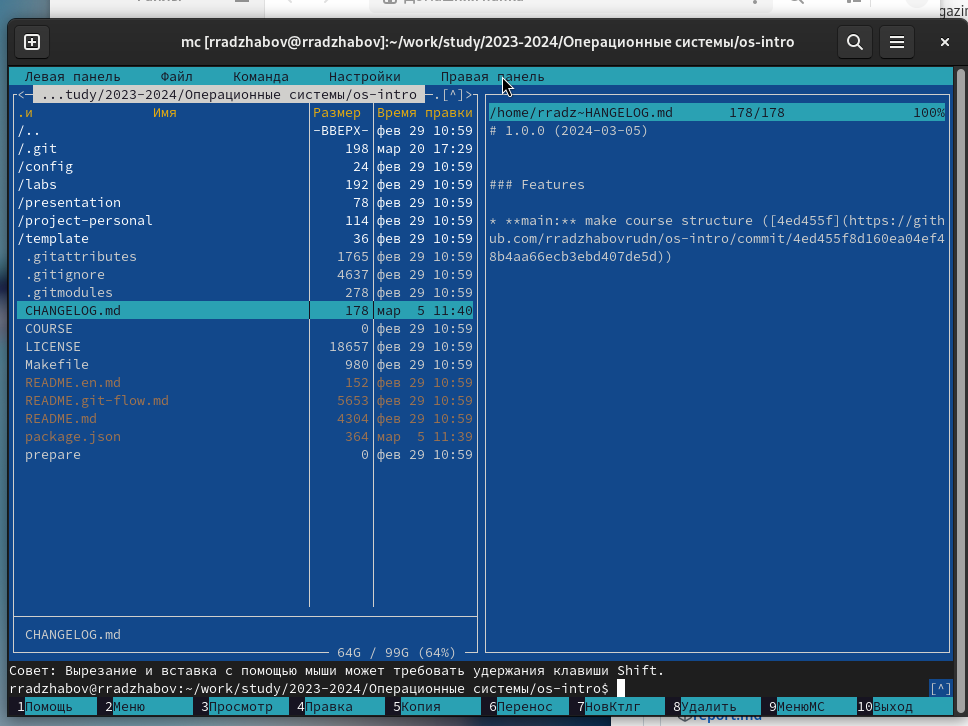 mc [rradzhabov@rradzhabov]:~/work/study/2023-2024/Операционные системы/os-intro
Левая панель Файл Команда Настройки Правая панель
<─ ...tudy/2023-2024/Операционные системы/os-intro ─.[^]>
.и Имя Размер Время правки
/.. -ВВЕРХ- фев 29 10:59
/.git 198 мар 20 17:29
/config 24 фев 29 10:59
/labs 192 фев 29 10:59
/presentation 78 фев 29 10:59
/project-personal 114 фев 29 10:59
/template 36 фев 29 10:59
.gitattributes 1765 фев 29 10:59
.gitignore 4637 фев 29 10:59
.gitmodules 278 фев 29 10:59
CHANGELOG.md 178 мар 5 11:40
COURSE 0 фев 29 10:59
LICENSE 18657 фев 29 10:59
Makefile 980 фев 29 10:59
README.en.md 152 фев 29 10:59
README.git-flow.md 5653 фев 29 10:59
README.md 4304 фев 29 10:59
package.json 364 мар 5 11:39
prepare 0 фев 29 10:59
CHANGELOG.md
64G / 99G (64%)
/home/rradz~HANGELOG.md 178/178 100%
# 1.0.0 (2024-03-05)
### Features
* **main:** make course structure ([4ed455f](https://gith
ub.com/rradzhabovrudn/os-intro/commit/4ed455f8d160ea04ef4
8b4aa66ecb3ebd407de5d))
Совет: Вырезание и вставка с помощью мыши может требовать удержания клавиши Shift.
rradzhabov@rradzhabov:~/work/study/2023-2024/Операционные системы/os-intro$ [^]
1Помощь 2Меню 3Просмотр 4Правка 5Копия 6Перенос 7НовКтлг 8Удалить 9МенюМС 10Выход
report.md